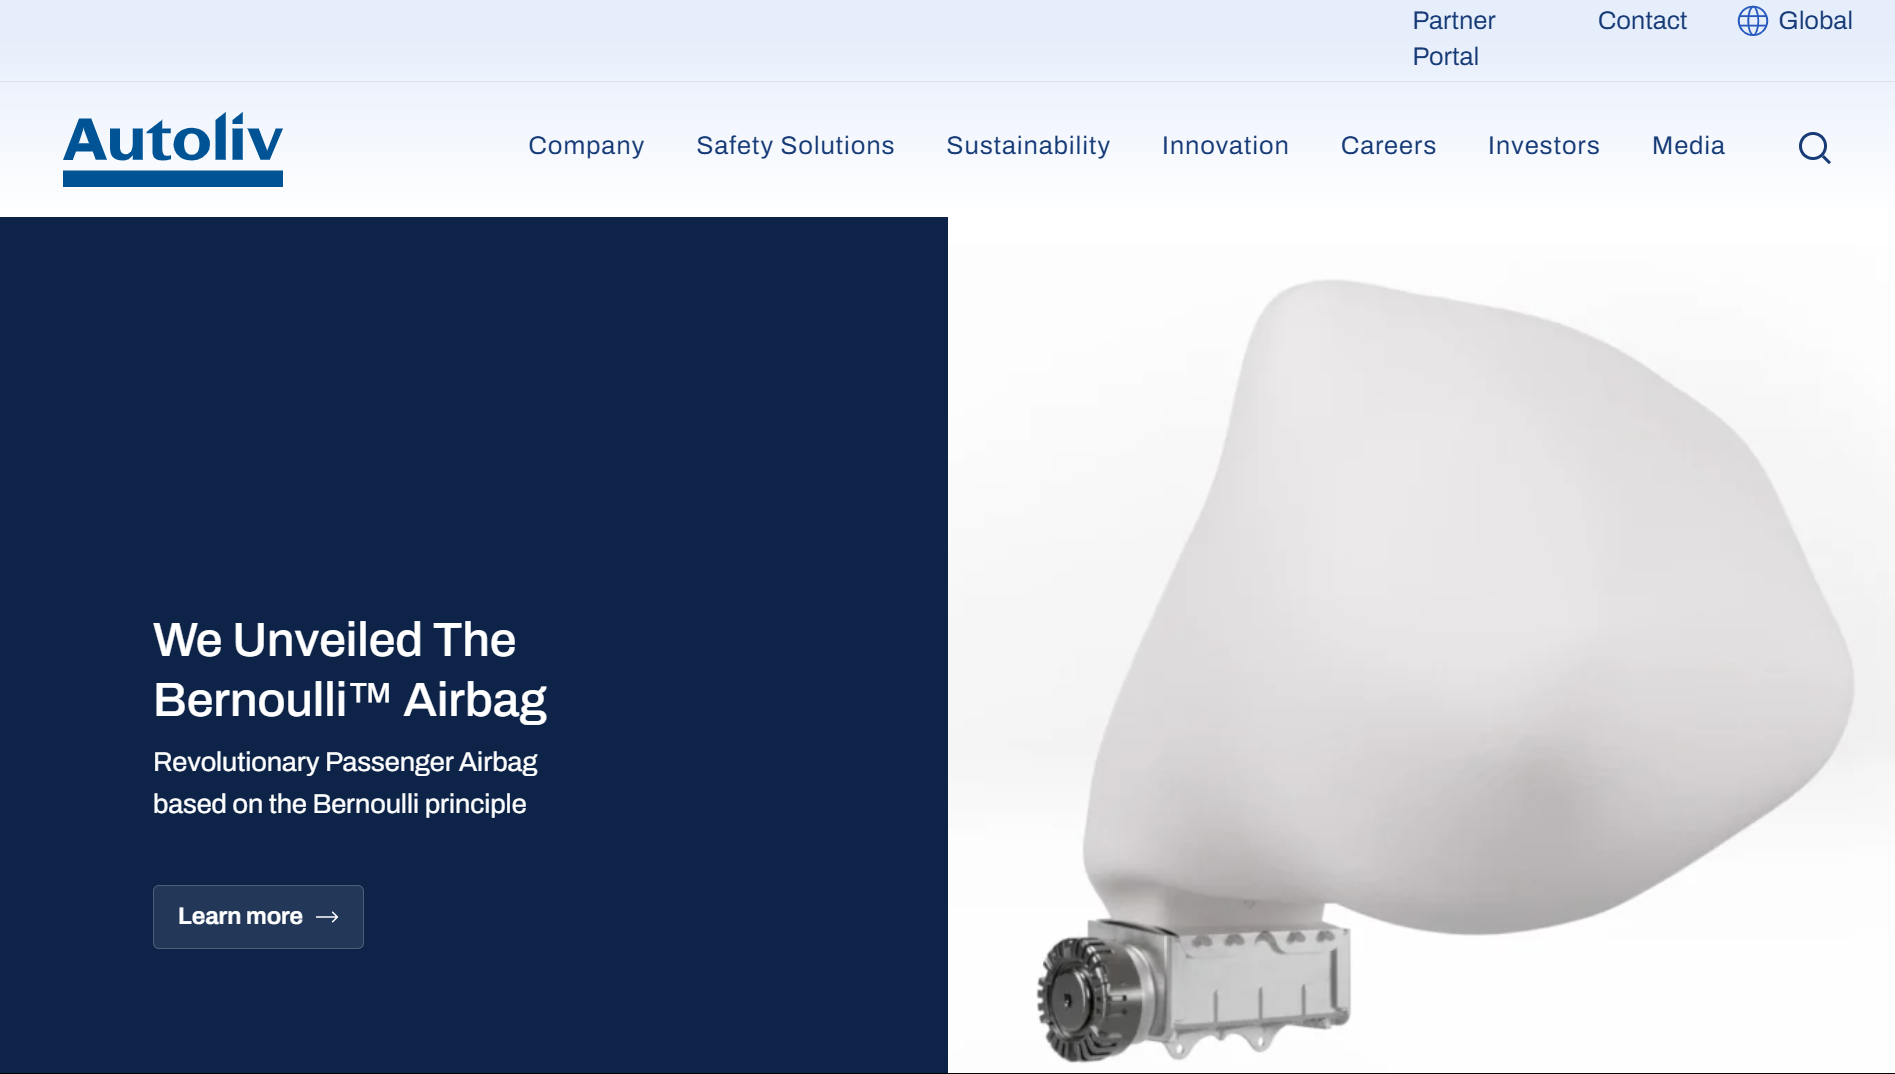 Partner
Portal
Contact
Global
Autoliv
Company
Safety Solutions
Sustainability
Innovation
Careers
Investors
Media
We Unveiled The
Bernoulli™ Airbag
Revolutionary Passenger Airbag
based on the Bernoulli principle
Learn more →